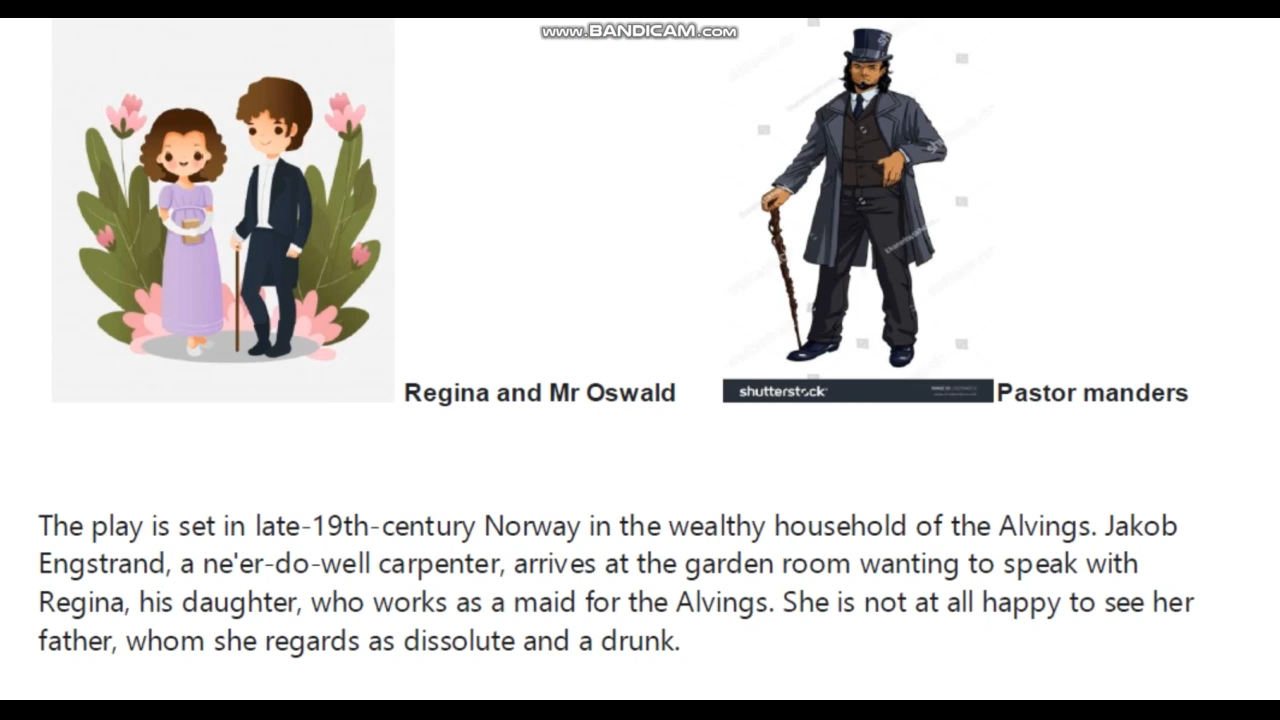 www.BANDICAM.com
Regina and Mr Oswald
shutterstock
Pastor manders
The play is set in late-19th-century Norway in the wealthy household of the Alvings. Jakob
Engstrand, a ne'er-do-well carpenter, arrives at the garden room wanting to speak with
Regina, his daughter, who works as a maid for the Alvings. She is not at all happy to see her
father, whom she regards as dissolute and a drunk.